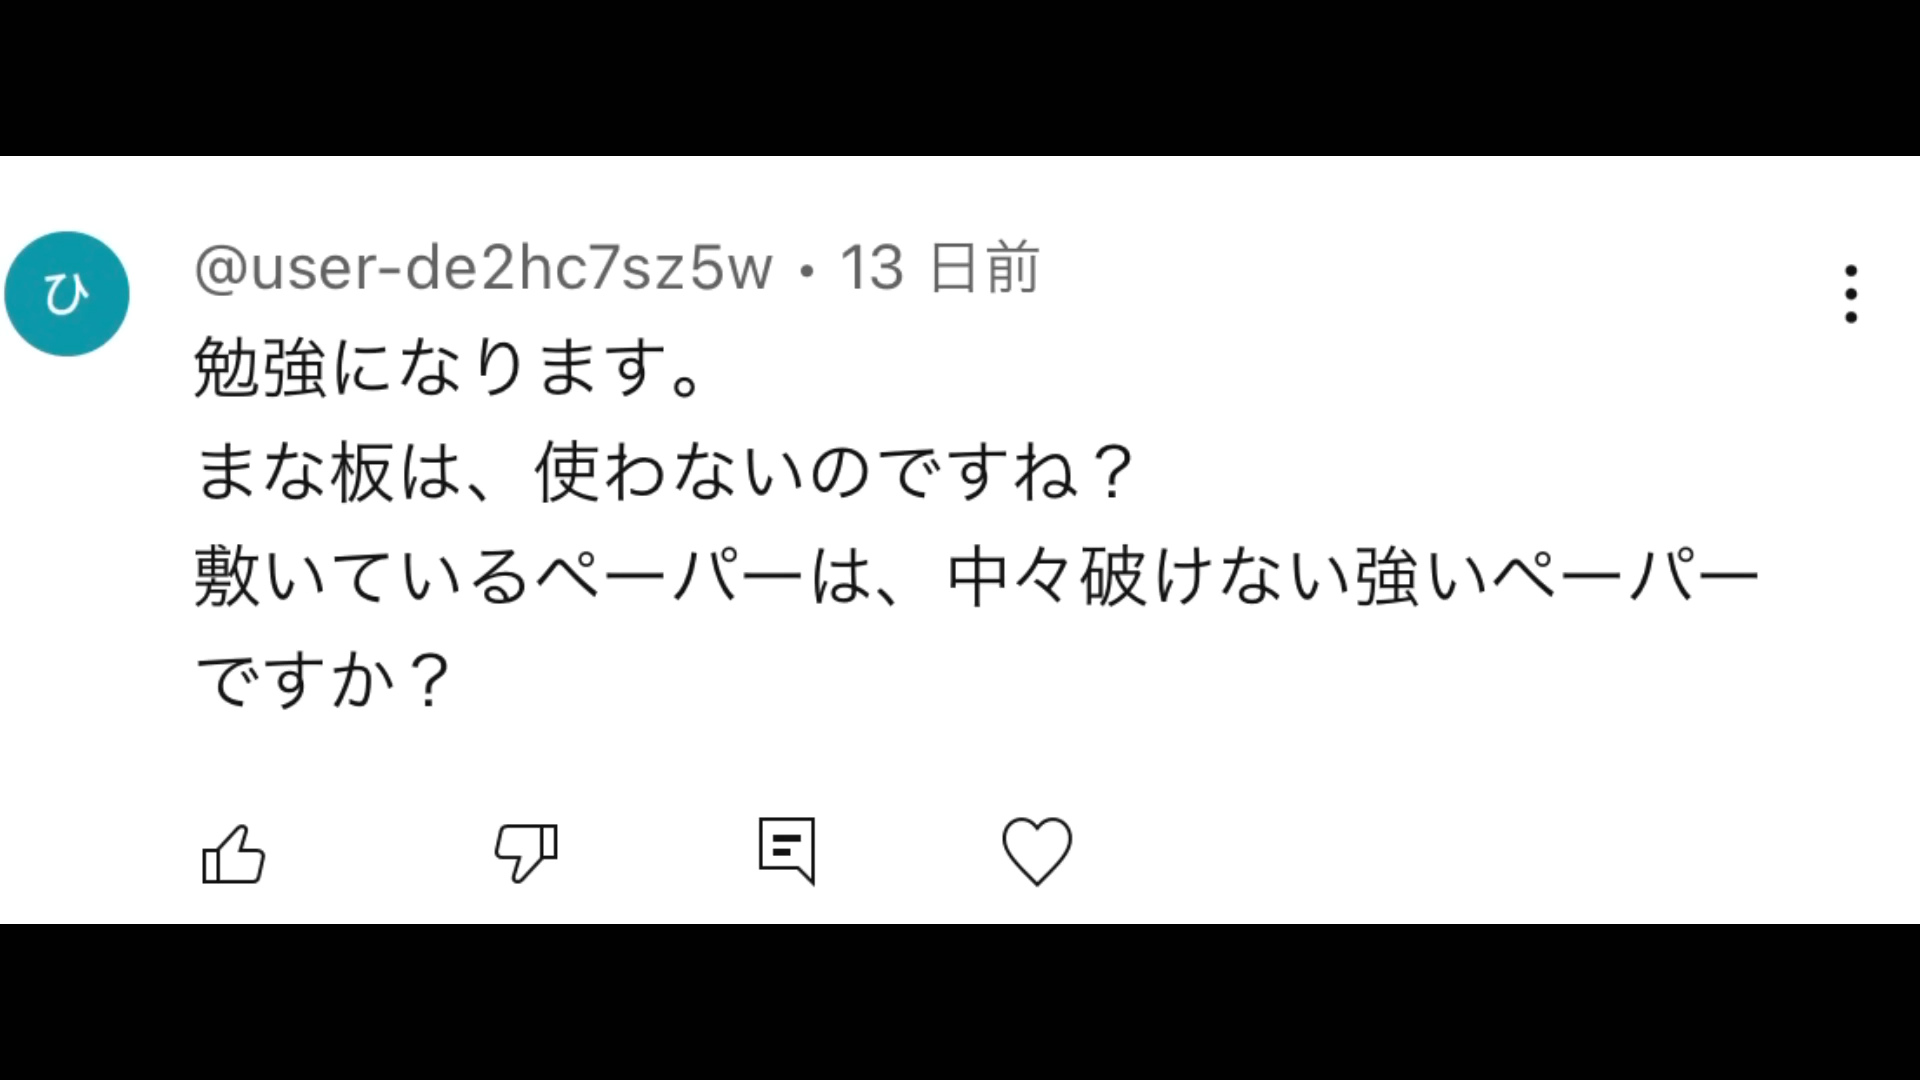 ひ
@user-de2hc7sz5w・13 日前
勉強になります。
まな板は、使わないのですね？
敷いているペーパーは、中々破けない強いペーパー
ですか？